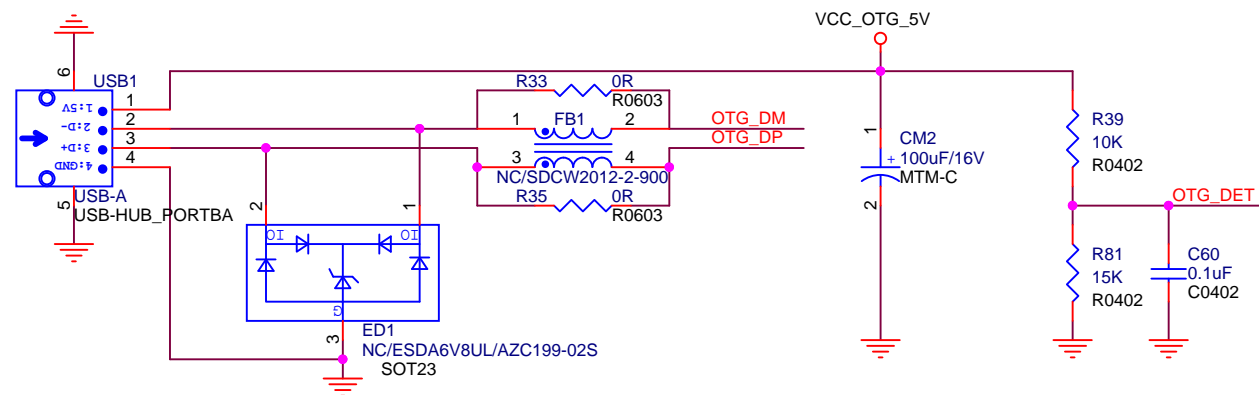 VCC_OTG_5V
6
USB1
1:5V
2:D-
3:D+
4:GND
1
2
3
4
5
USB-A
USB-HUB_PORTBA
R33
0R
R0603
FB1
1
2
3
4
NC/SDCW2012-2-900
R35
0R
R0603
OTG_DM
OTG_DP
2
1
IO
IO
G
3
ED1
NC/ESDA6V8UL/AZC199-02S
SOT23
1
CM2
+
100uF/16V
MTM-C
2
R39
10K
R0402
OTG_DET
R81
15K
R0402
C60
0.1uF
C0402